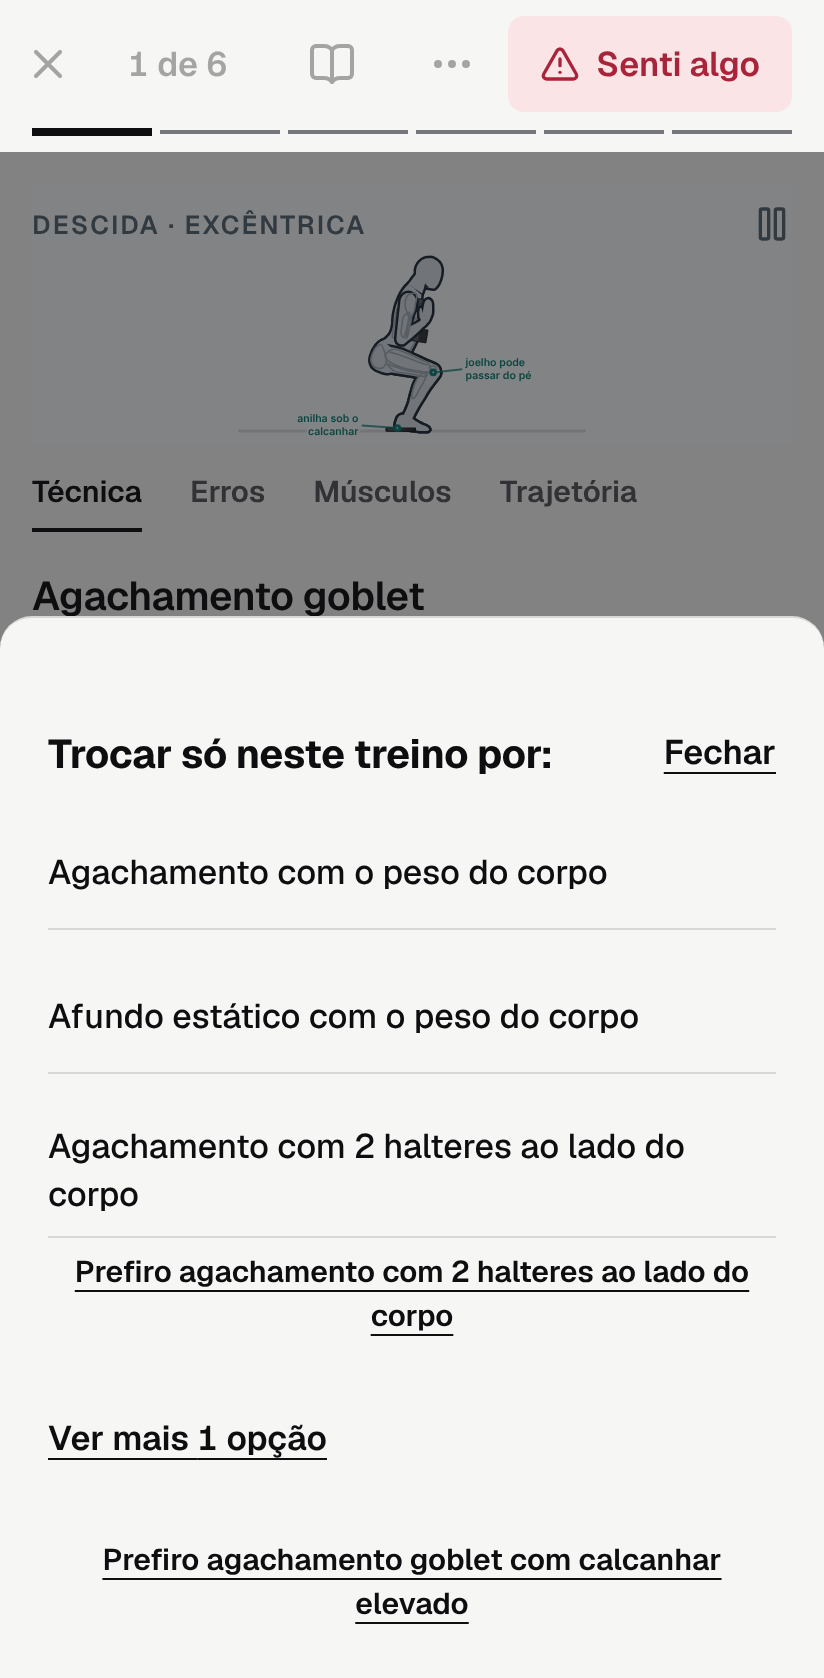 1 de 6
Senti algo
DESCIDA · EXCÊNTRICA
joelho pode
passar do pé
anilha sob o
calcanhar
Técnica Erros Músculos Trajetória
Agachamento goblet
Trocar só neste treino por: Fechar
Agachamento com o peso do corpo
Afundo estático com o peso do corpo
Agachamento com 2 halteres ao lado do
corpo
Prefiro agachamento com 2 halteres ao lado do
corpo
Ver mais 1 opção
Prefiro agachamento goblet com calcanhar
elevado